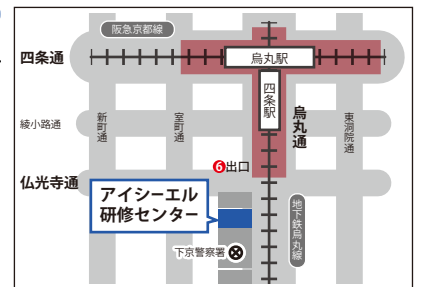 阪急京都線
四条通
烏丸駅
四条駅
烏丸通
綾小路通
新町通
室町通
東洞院通
❻出口
仏光寺通
アイシーエル
研修センター
地下鉄烏丸線
下京警察署